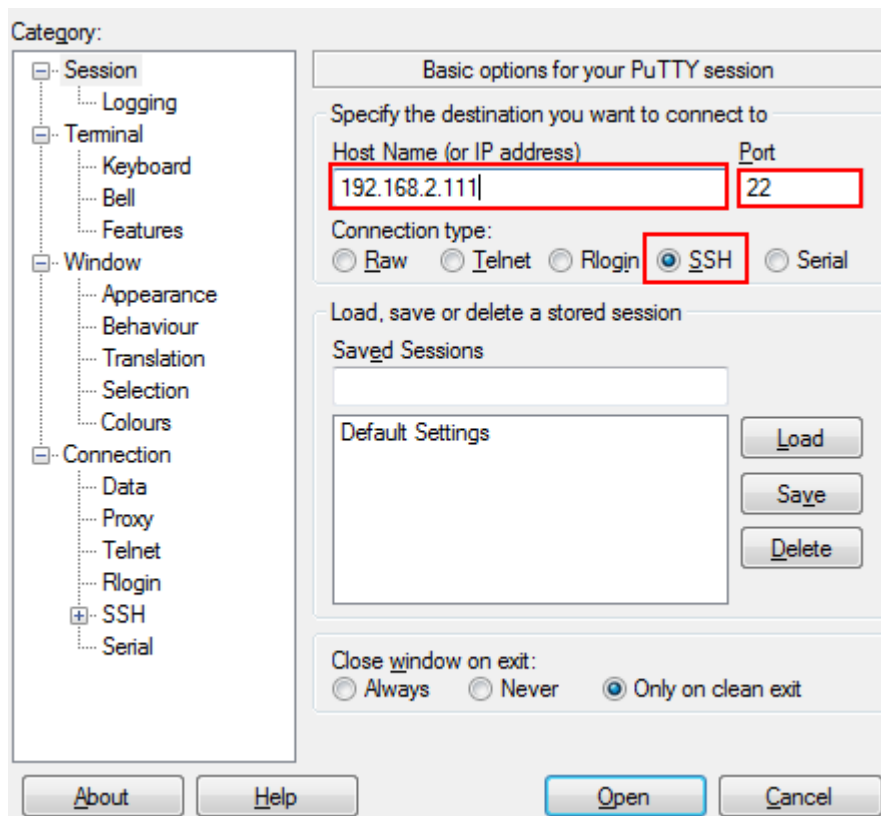 Category:
Session
Logging
Terminal
Keyboard
Bell
Features
Window
Appearance
Behaviour
Translation
Selection
Colours
Connection
Data
Proxy
Telnet
Rlogin
SSH
Serial
Basic options for your PuTTY session
Specify the destination you want to connect to
Host Name (or IP address) Port
192.168.2.111 22
Connection type:
Raw Telnet Rlogin SSH Serial
Load, save or delete a stored session
Saved Sessions
Default Settings
Load
Save
Delete
Close window on exit:
Always Never Only on clean exit
About Help Open Cancel